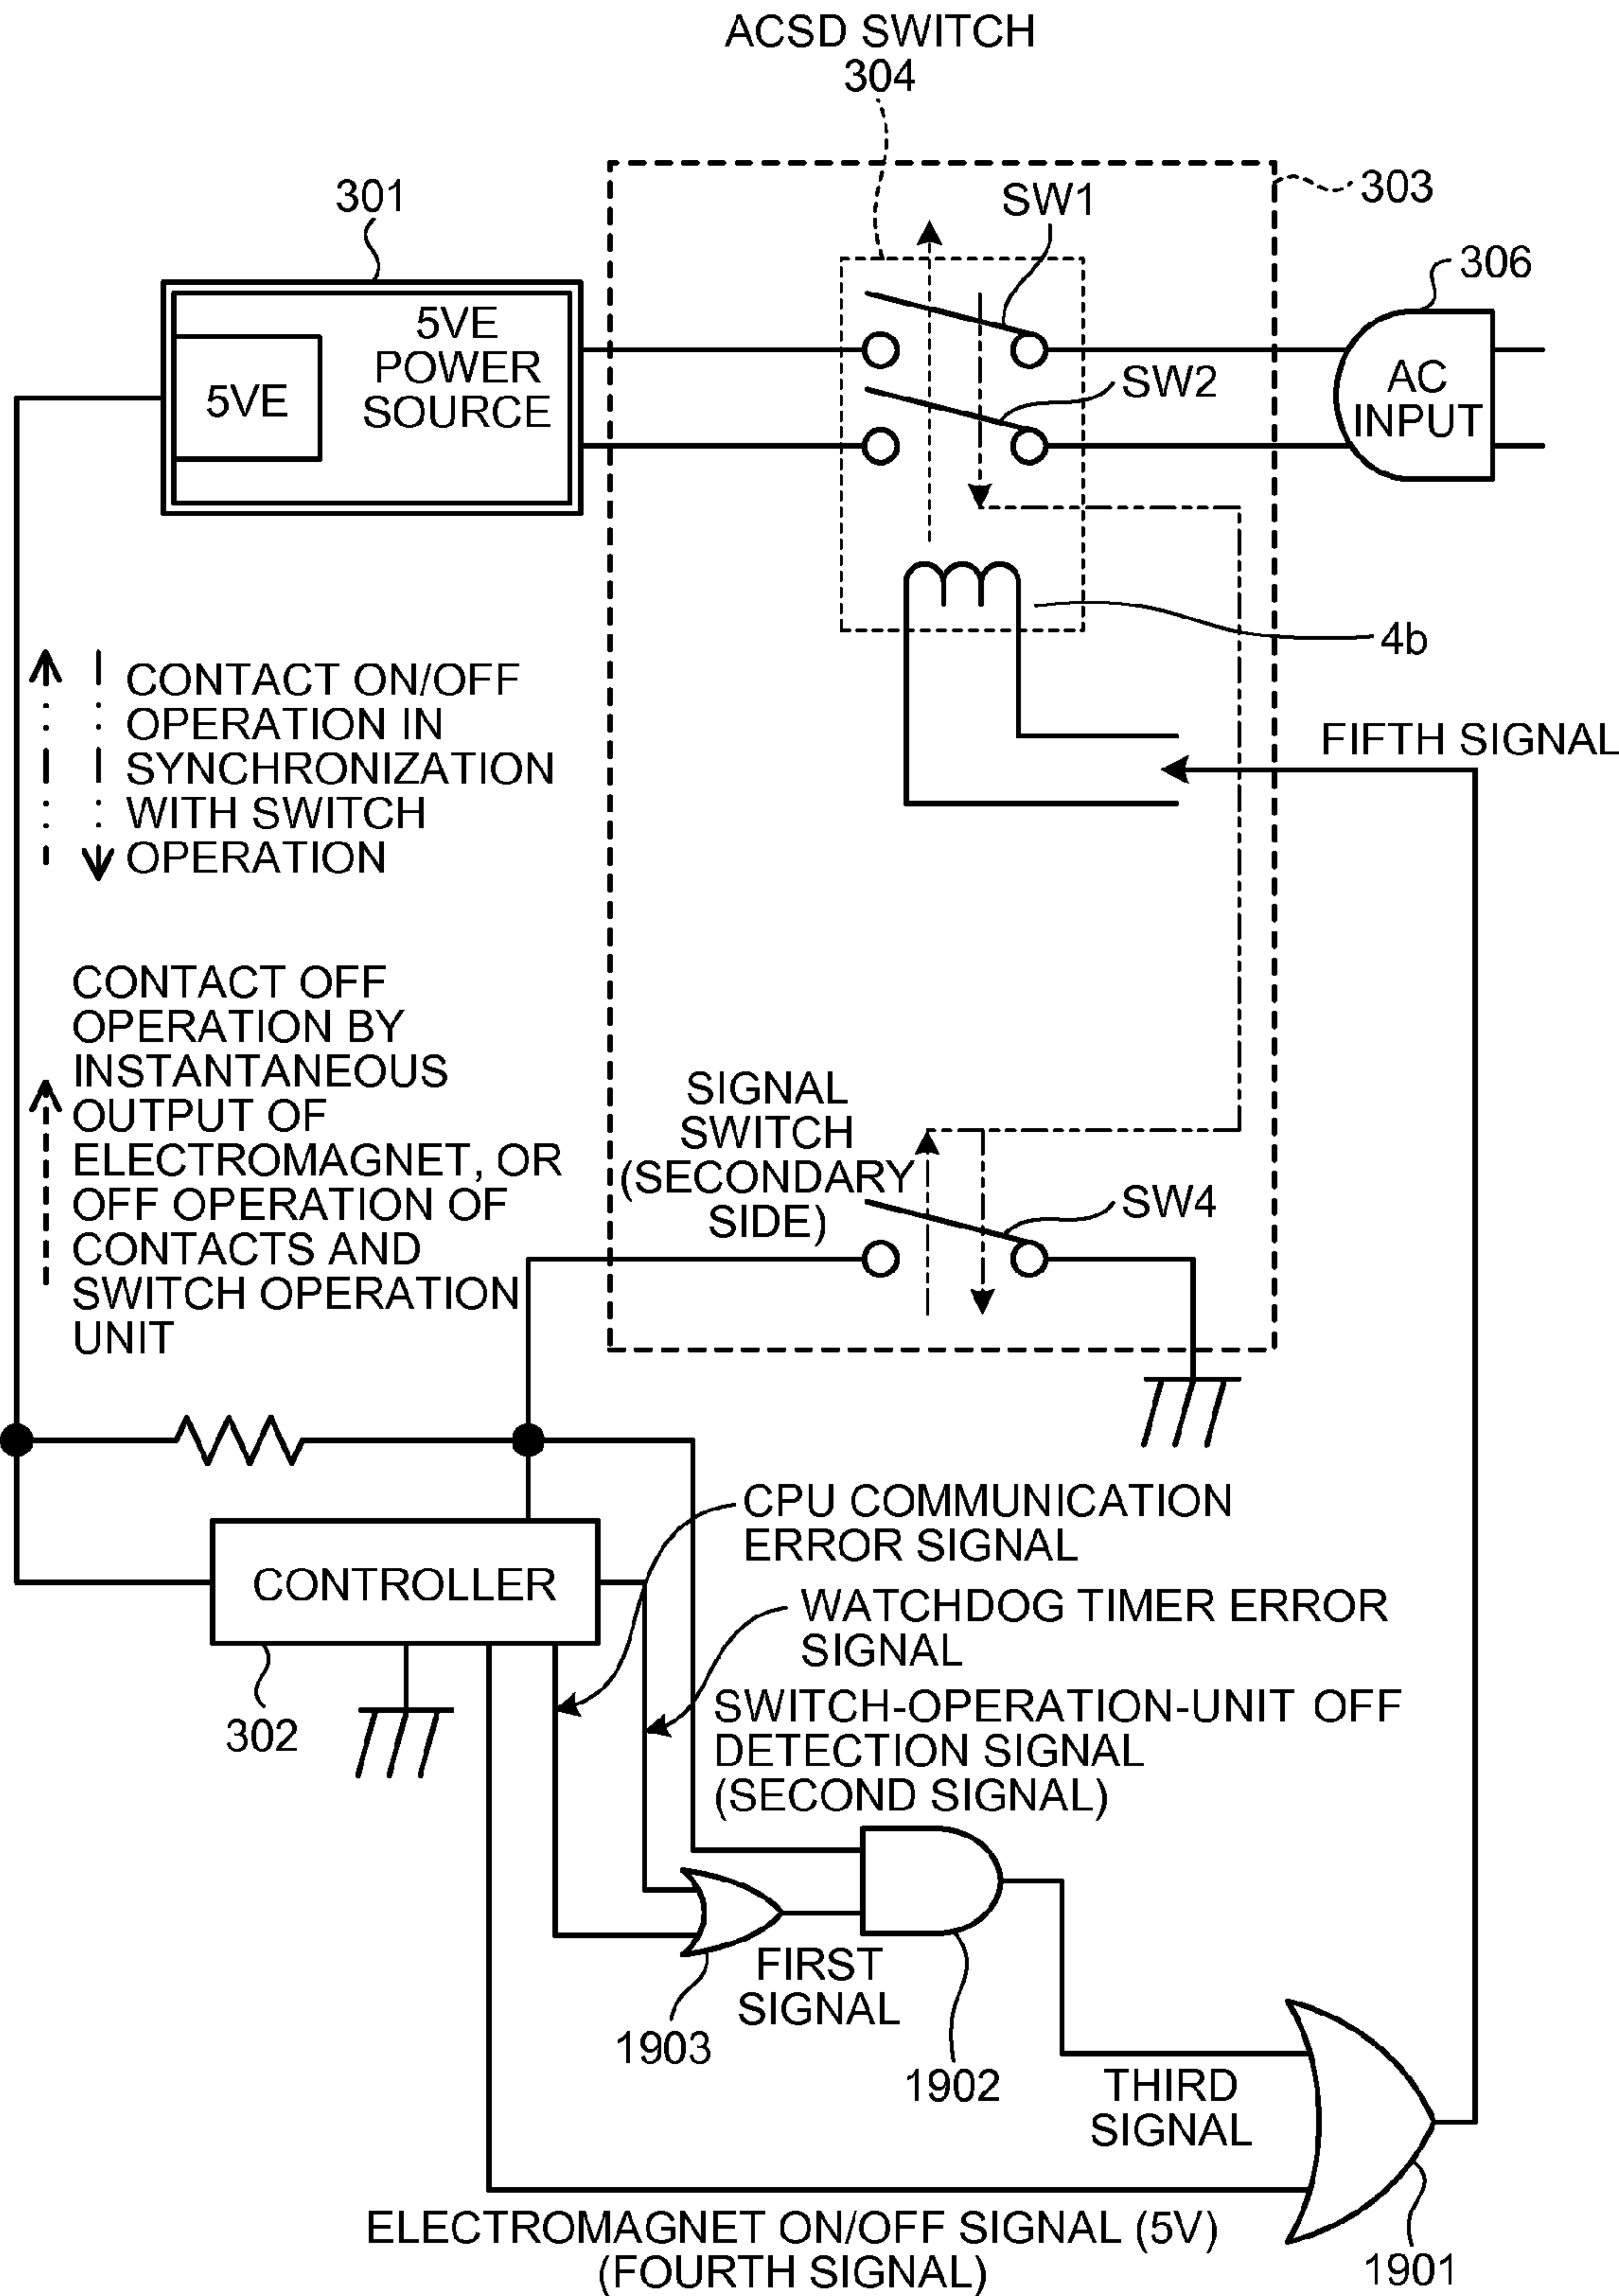 ACSD SWITCH
304
303
301
SW1
306
5VE
POWER
SOURCE
5VE
SW2
AC
INPUT
4b
CONTACT ON/OFF
OPERATION IN
SYNCHRONIZATION
WITH SWITCH
OPERATION
FIFTH SIGNAL
CONTACT OFF
OPERATION BY
INSTANTANEOUS
OUTPUT OF
ELECTROMAGNET, OR
OFF OPERATION OF
CONTACTS AND
SWITCH OPERATION
UNIT
SIGNAL
SWITCH
(SECONDARY
SIDE)
SW4
CPU COMMUNICATION
ERROR SIGNAL
CONTROLLER
WATCHDOG TIMER ERROR
SIGNAL
302
SWITCH-OPERATION-UNIT OFF
DETECTION SIGNAL
(SECOND SIGNAL)
FIRST
SIGNAL
1903
1902
THIRD
SIGNAL
ELECTROMAGNET ON/OFF SIGNAL (5V)
(FOURTH SIGNAL)
1901